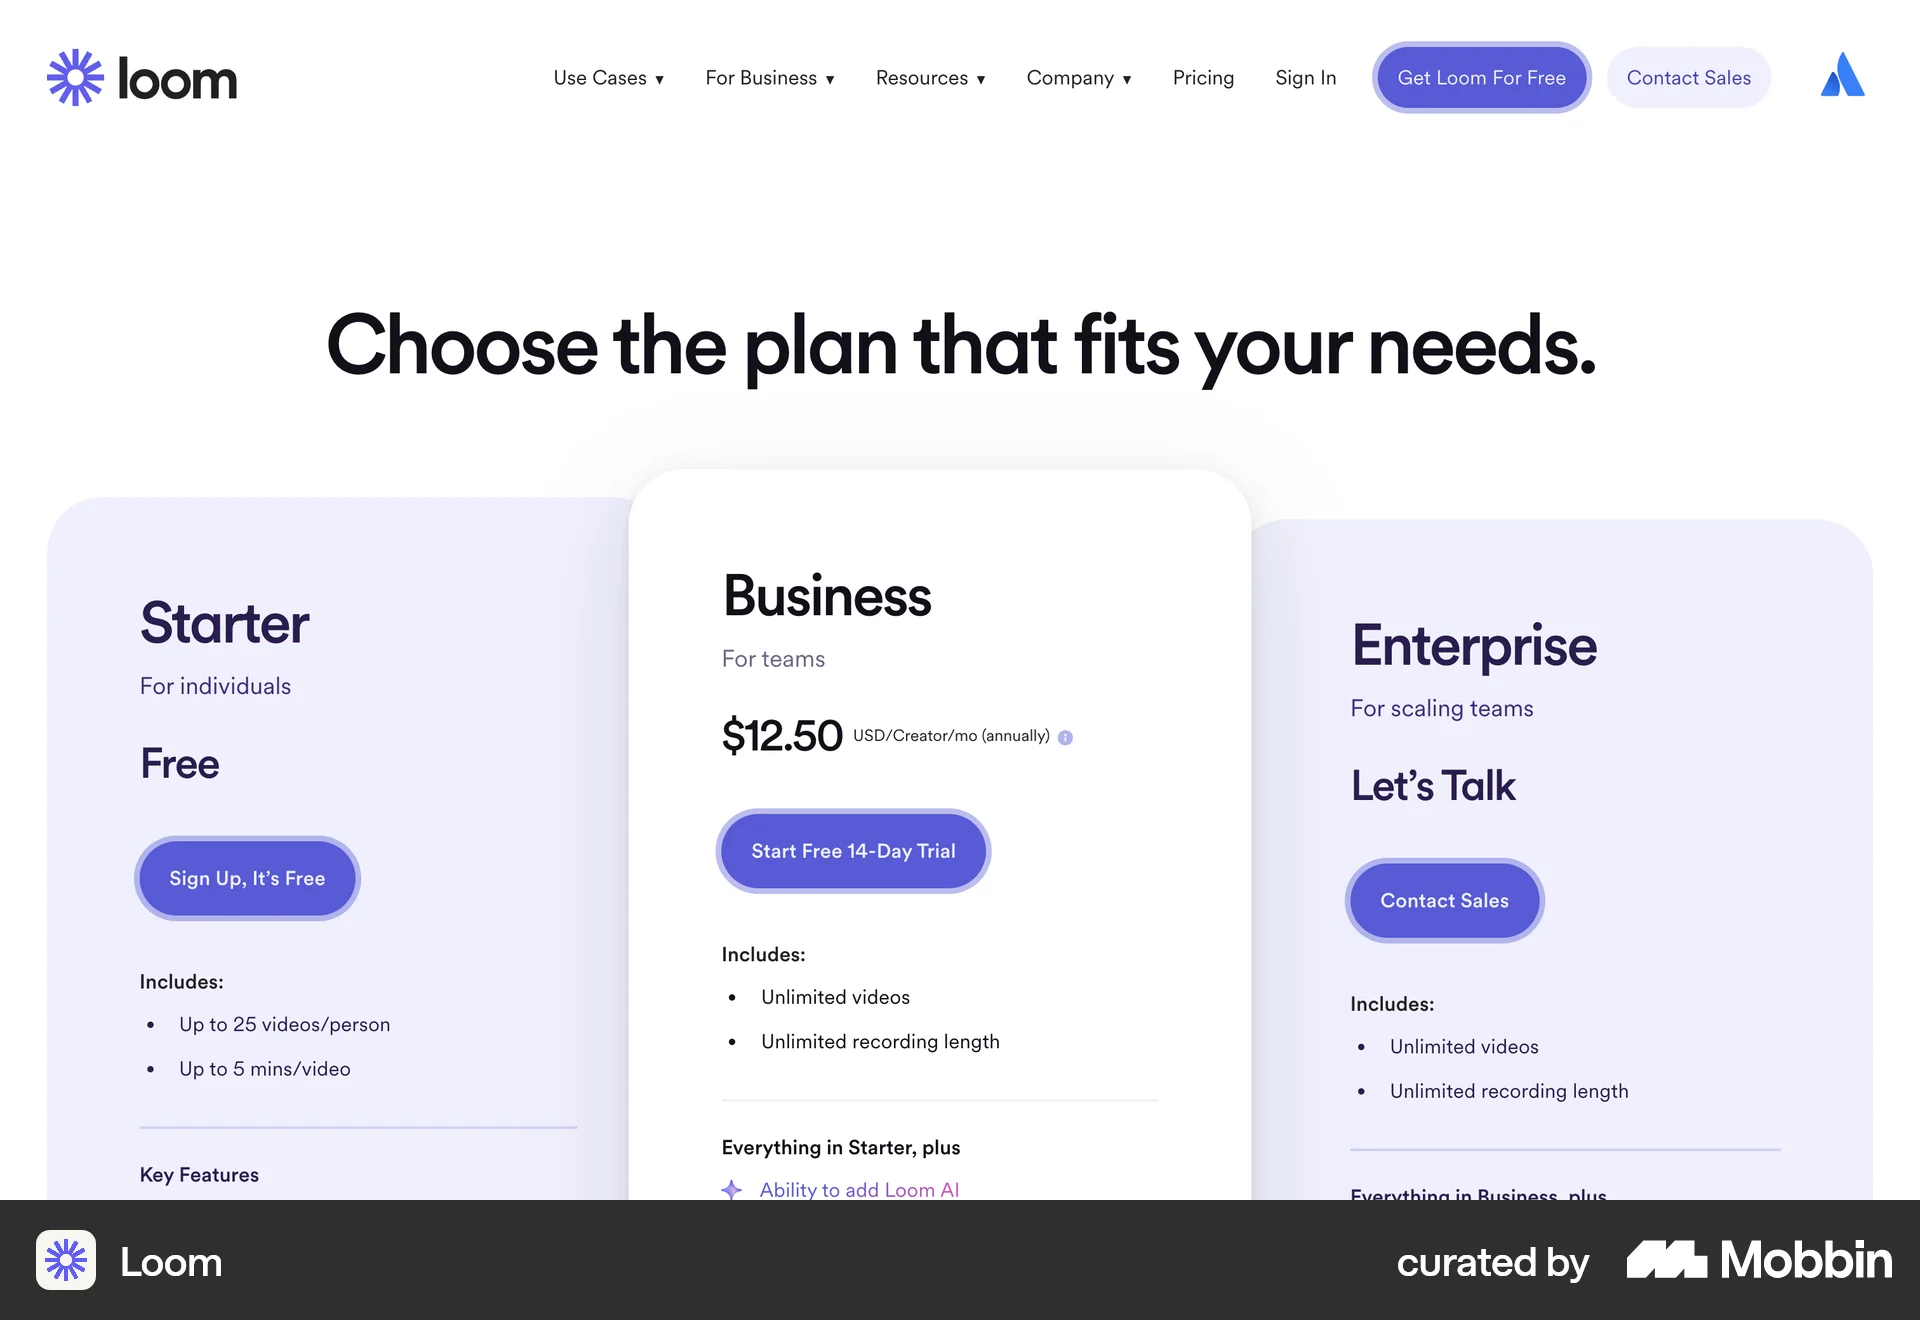 loom
Use Cases ▾
For Business ▾
Resources ▾
Company ▾
Pricing
Sign In
Get Loom For Free
Contact Sales
Choose the plan that fits your needs.
Starter
For individuals
Free
Sign Up, It’s Free
Includes:
• Up to 25 videos/person
• Up to 5 mins/video
Key Features
Business
For teams
$12.50 USD/Creator/mo (annually) i
Start Free 14-Day Trial
Includes:
• Unlimited videos
• Unlimited recording length
Everything in Starter, plus
Ability to add Loom AI
Enterprise
For scaling teams
Let’s Talk
Contact Sales
Includes:
• Unlimited videos
• Unlimited recording length
Everything in Business, plus
Loom
curated by Mobbin